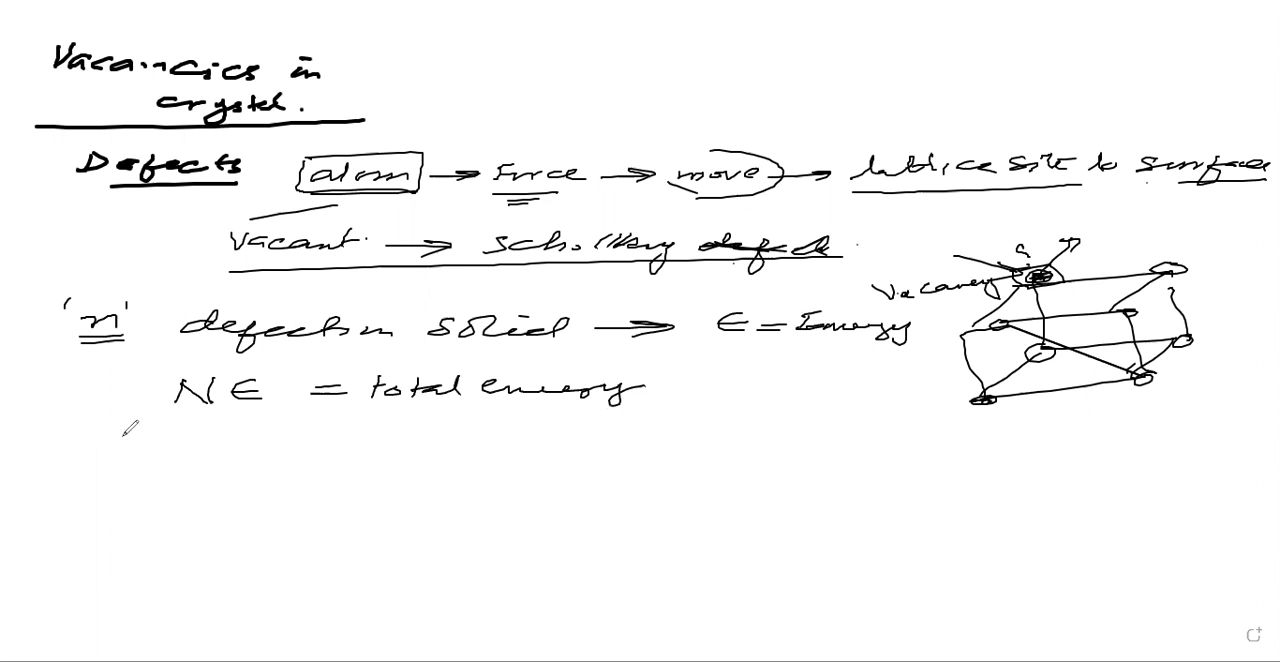 Vacancies in
crystal.
Defects atom → Force → move → lattice site to surface
Vacant. → schottky defect.
Vacancy
'n' defects in solid → E = Energy
NE = total energy